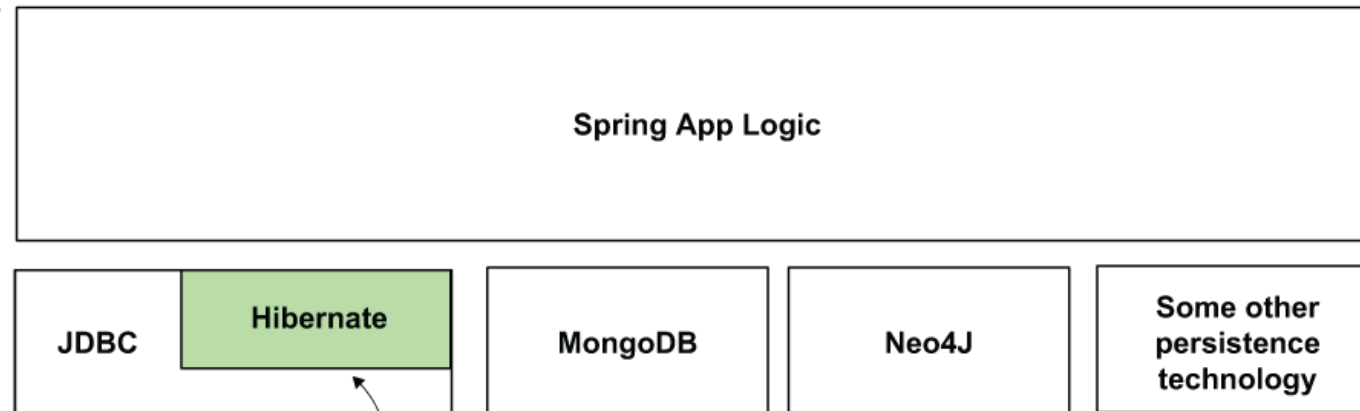 Spring App Logic
Hibernate
JDBC
MongoDB
Neo4J
Some other
persistence
technology